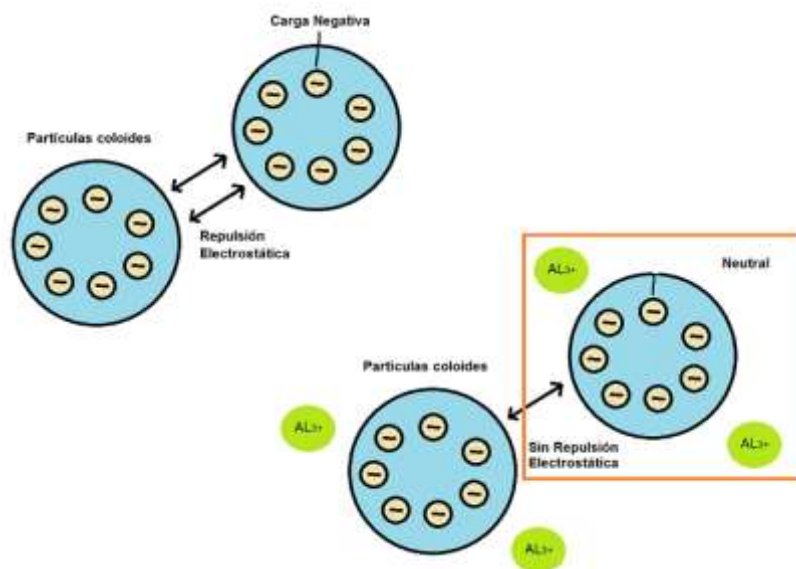 Carga Negativa
Partículas coloides
Repulsión
Electrostática
AL3+
Neutral
Partículas coloides
AL3+
Sin Repulsión
Electrostática
AL3+
AL3+